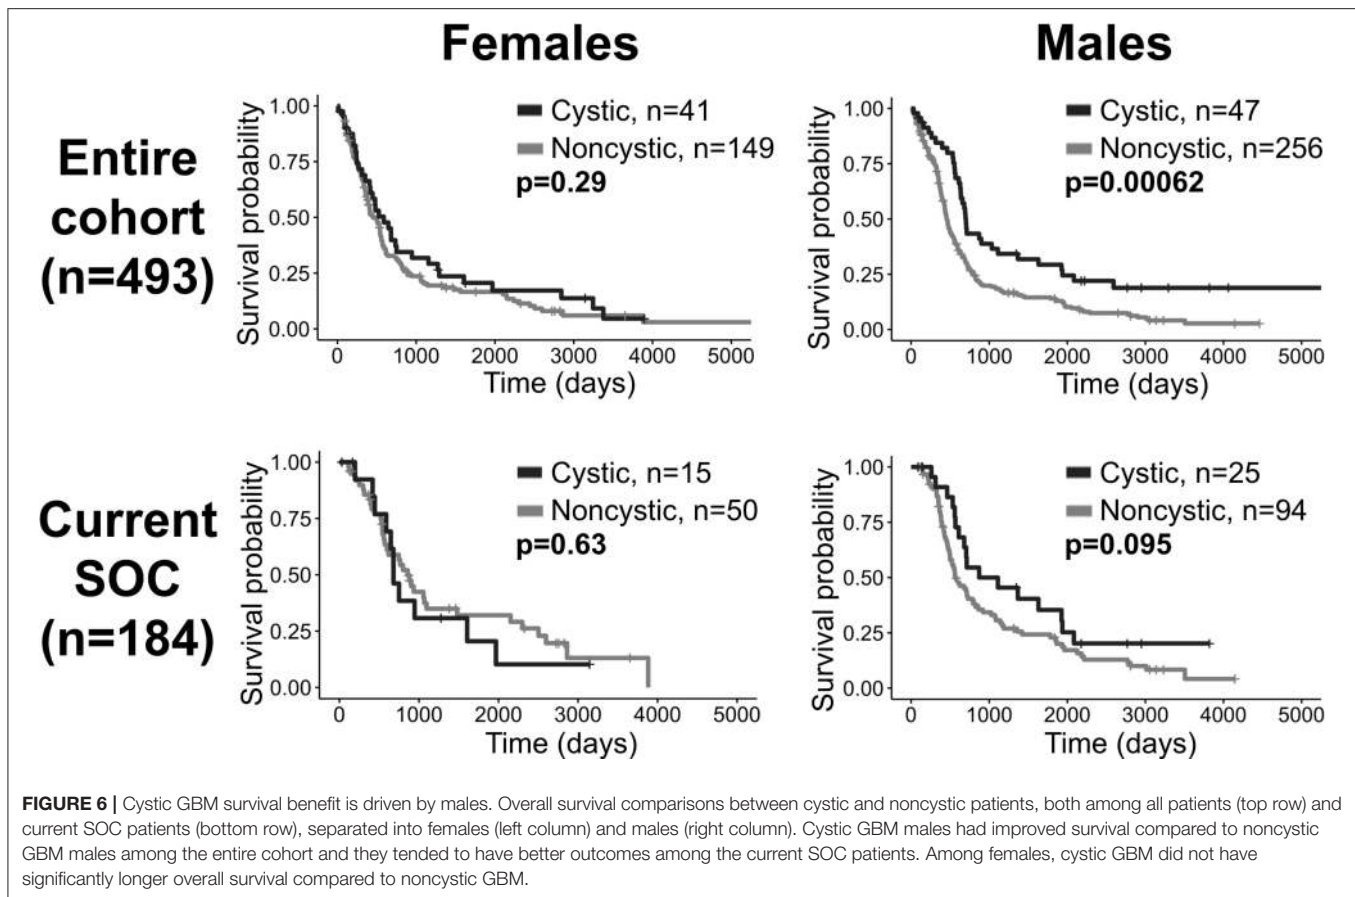 Females
Males
Entire
cohort
(n=493)
Survival probability
1.00
0.75
0.50
0.25
0.00
Cystic, n=41
Noncystic, n=149
p=0.29
0 1000 2000 3000 4000 5000
Time (days)
Survival probability
1.00
0.75
0.50
0.25
0.00
Cystic, n=47
Noncystic, n=256
p=0.00062
0 1000 2000 3000 4000 5000
Time (days)
Current
SOC
(n=184)
Survival probability
1.00
0.75
0.50
0.25
0.00
Cystic, n=15
Noncystic, n=50
p=0.63
0 1000 2000 3000 4000 5000
Time (days)
Survival probability
1.00
0.75
0.50
0.25
0.00
Cystic, n=25
Noncystic, n=94
p=0.095
0 1000 2000 3000 4000 5000
Time (days)
FIGURE 6 | Cystic GBM survival benefit is driven by males. Overall survival comparisons between cystic and noncystic patients, both among all patients (top row) and
current SOC patients (bottom row), separated into females (left column) and males (right column). Cystic GBM males had improved survival compared to noncystic
GBM males among the entire cohort and they tended to have better outcomes among the current SOC patients. Among females, cystic GBM did not have
significantly longer overall survival compared to noncystic GBM.